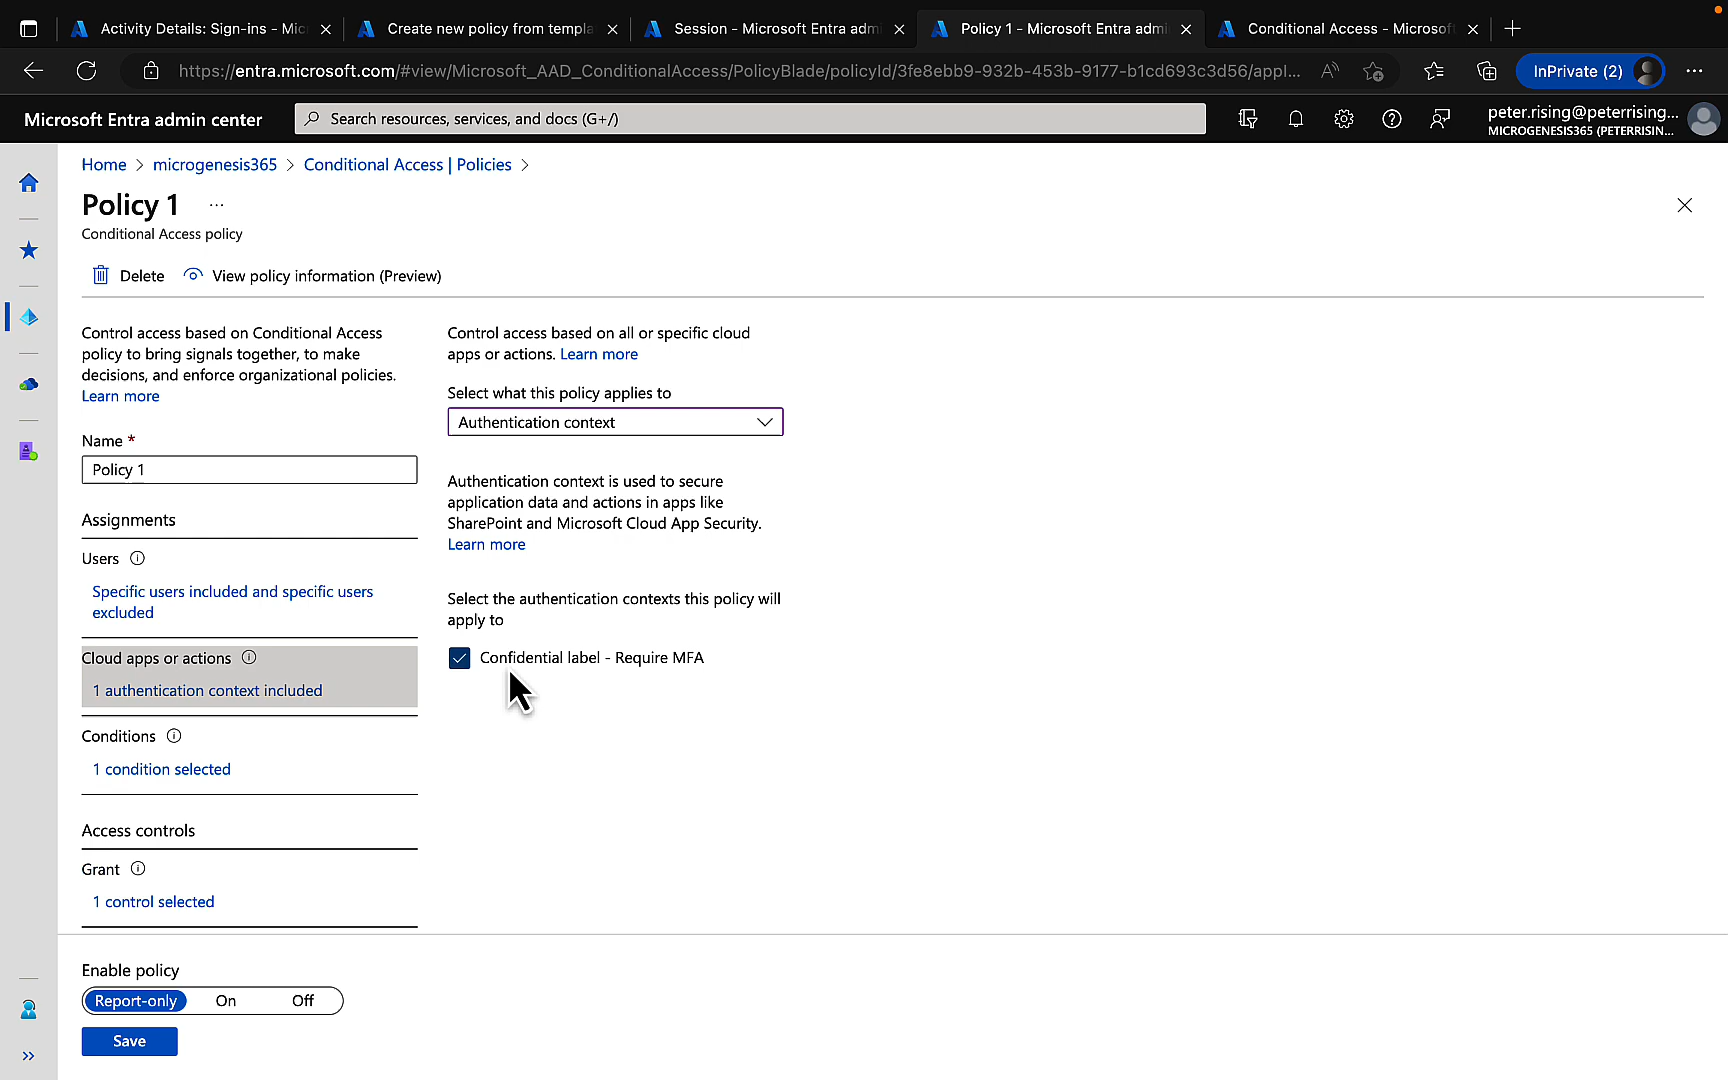 Activity Details: Sign-ins - Mic
Create new policy from templa
Session - Microsoft Entra adm
Policy 1 - Microsoft Entra admi
Conditional Access - Microsof
https://entra.microsoft.com/#view/Microsoft_AAD_ConditionalAccess/PolicyBlade/policyId/3fe8ebb9-932b-453b-9177-b1cd693c3d56/appl...
InPrivate (2)
Microsoft Entra admin center
Search resources, services, and docs (G+/)
peter.rising@peterrising...
MICROGENESIS365 (PETERRISIN...
Home > microgenesis365 > Conditional Access | Policies >
Policy 1 ...
Conditional Access policy
Delete
View policy information (Preview)
Control access based on Conditional Access
policy to bring signals together, to make
decisions, and enforce organizational policies.
Learn more
Name *
Policy 1
Assignments
Users
Specific users included and specific users
excluded
Cloud apps or actions
1 authentication context included
Conditions
1 condition selected
Access controls
Grant
1 control selected
Control access based on all or specific cloud
apps or actions. Learn more
Select what this policy applies to
Authentication context
Authentication context is used to secure
application data and actions in apps like
SharePoint and Microsoft Cloud App Security.
Learn more
Select the authentication contexts this policy will
apply to
Confidential label - Require MFA
Enable policy
Report-only On Off
Save